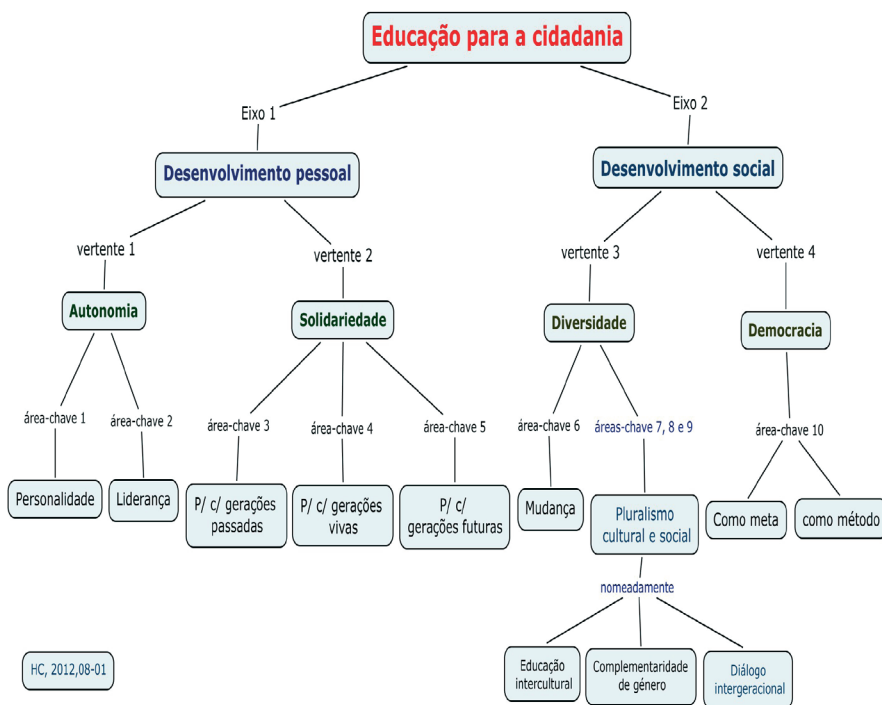 Educação para a cidadania
Eixo 1
Eixo 2
Desenvolvimento pessoal
Desenvolvimento social
vertente 1
vertente 2
vertente 3
vertente 4
Autonomia
Solidariedade
Diversidade
Democracia
área-chave 1
área-chave 2
área-chave 3
área-chave 4
área-chave 5
área-chave 6
áreas-chave 7, 8 e 9
área-chave 10
Personalidade
Liderança
P/ c/ gerações
passadas
P/ c/ gerações
vivas
P/ c/
gerações futuras
Mudança
Pluralismo
cultural e social
Como meta
como método
nomeadamente
Educação
intercultural
Complementaridade
de género
Diálogo
intergeracional
HC, 2012,08-01